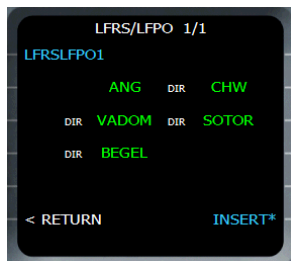 LFRS/LFPO 1/1
LFRSLFPO1
ANG DIR CHW
DIR VADOM DIR SOTOR
DIR BEGEL
< RETURN INSERT*